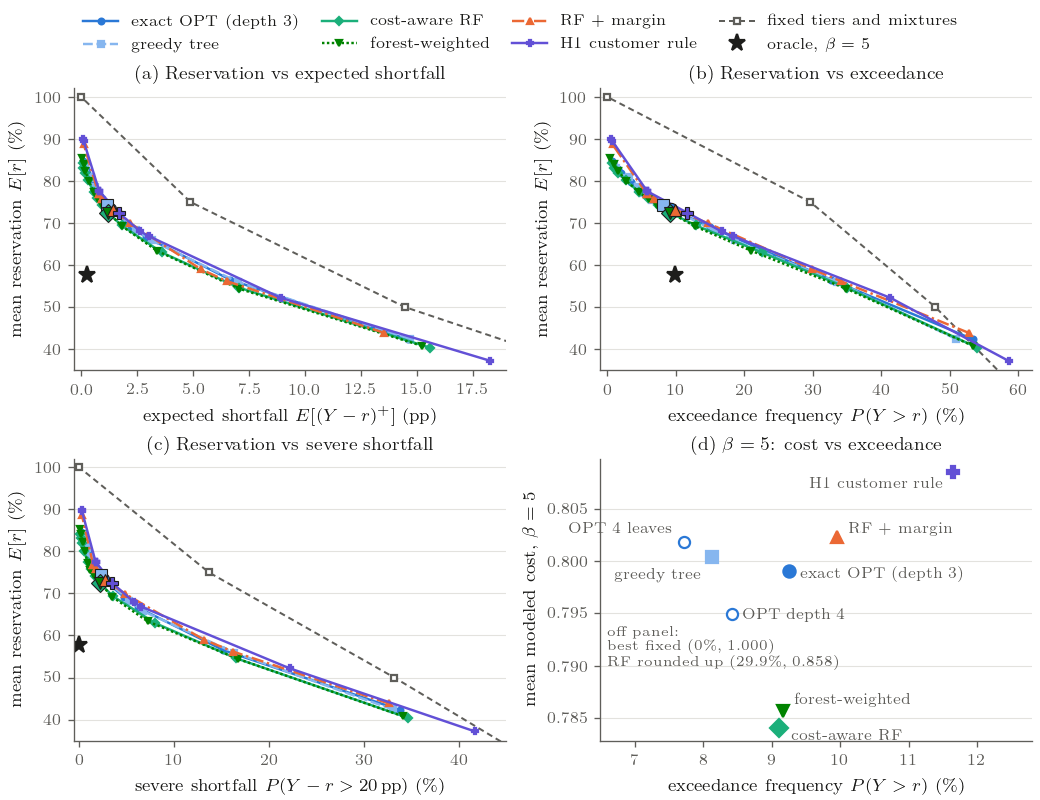 exact OPT (depth 3)
cost-aware RF
RF + margin
fixed tiers and mixtures
greedy tree
forest-weighted
H1 customer rule
oracle, β = 5
(a) Reservation vs expected shortfall
100
90
80
70
60
50
40
mean reservation E[r] (%)
0.0 2.5 5.0 7.5 10.0 12.5 15.0 17.5
expected shortfall E[(Y − r)⁺] (pp)
(b) Reservation vs exceedance
100
90
80
70
60
50
40
mean reservation E[r] (%)
0 10 20 30 40 50 60
exceedance frequency P(Y > r) (%)
(c) Reservation vs severe shortfall
100
90
80
70
60
50
40
mean reservation E[r] (%)
0 10 20 30 40
severe shortfall P(Y − r > 20 pp) (%)
(d) β = 5: cost vs exceedance
0.805
0.800
0.795
0.790
0.785
mean modeled cost, β = 5
H1 customer rule
OPT 4 leaves
RF + margin
greedy tree
exact OPT (depth 3)
OPT depth 4
off panel:
best fixed (0%, 1.000)
RF rounded up (29.9%, 0.858)
forest-weighted
cost-aware RF
7 8 9 10 11 12
exceedance frequency P(Y > r) (%)